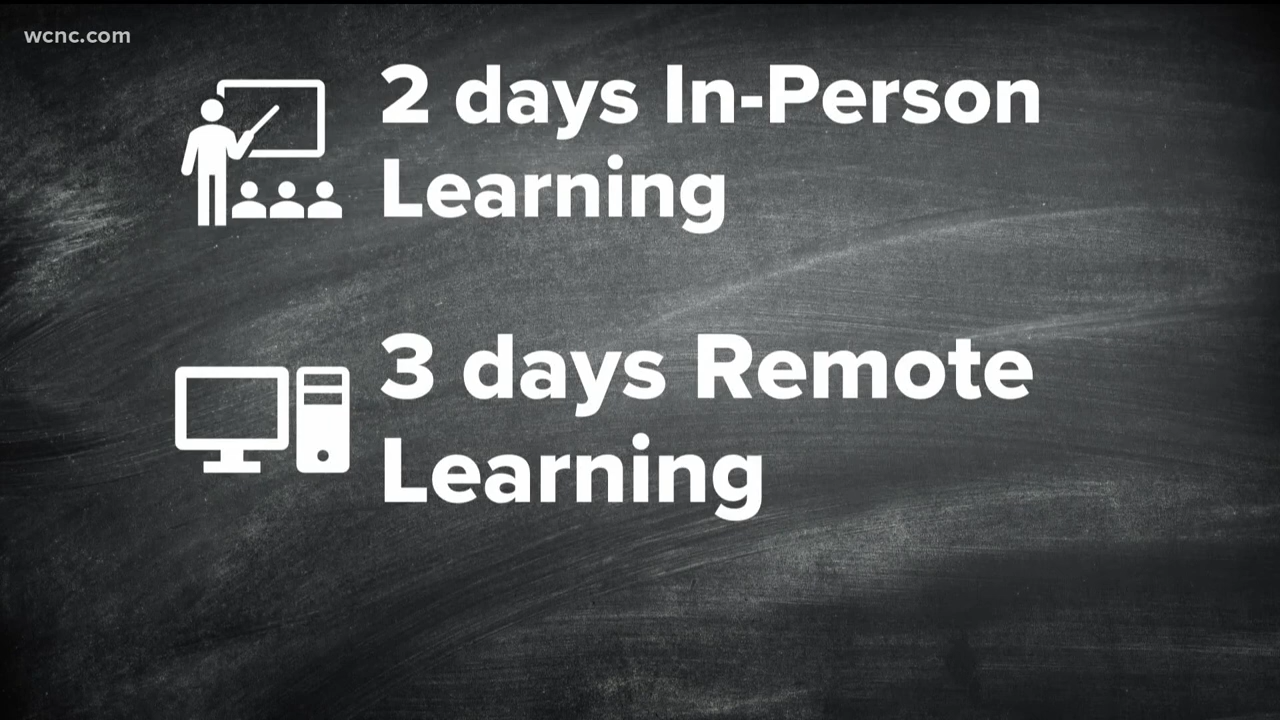 wcnc.com
2 days In-Person
Learning
3 days Remote
Learning